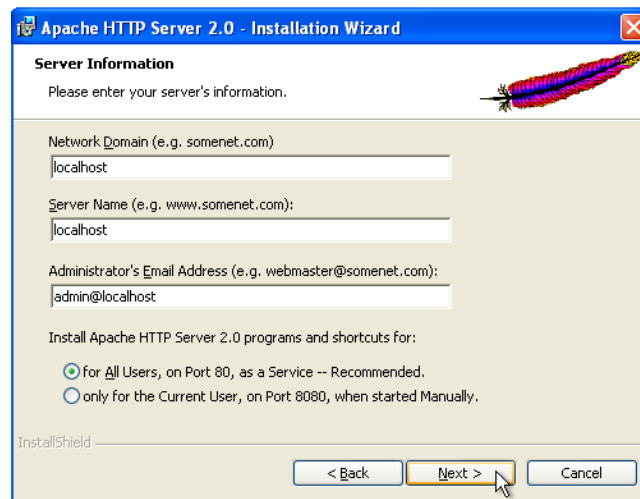 Apache HTTP Server 2.0 - Installation Wizard
Server Information
Please enter your server's information.
Network Domain (e.g. somenet.com)
localhost
Server Name (e.g. www.somenet.com):
localhost
Administrator's Email Address (e.g. webmaster@somenet.com):
admin@localhost
Install Apache HTTP Server 2.0 programs and shortcuts for:
for All Users, on Port 80, as a Service -- Recommended.
only for the Current User, on Port 8080, when started Manually.
InstallShield
< Back
Next >
Cancel